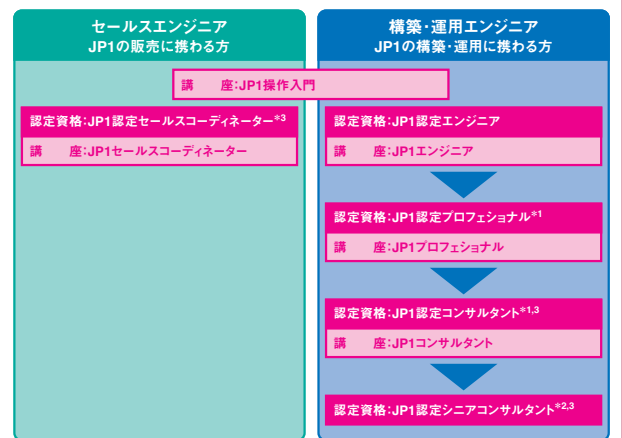 セールスエンジニア
JP1の販売に携わる方
構築・運用エンジニア
JP1の構築・運用に携わる方
講　　座:JP1操作入門
認定資格:JP1認定セールスコーディネーター*3
講　　座:JP1セールスコーディネーター
認定資格:JP1認定エンジニア
講　　座:JP1エンジニア
認定資格:JP1認定プロフェショナル*1
講　　座:JP1プロフェショナル
認定資格:JP1認定コンサルタント*1,3
講　　座:JP1コンサルタント
認定資格:JP1認定シニアコンサルタント*2,3